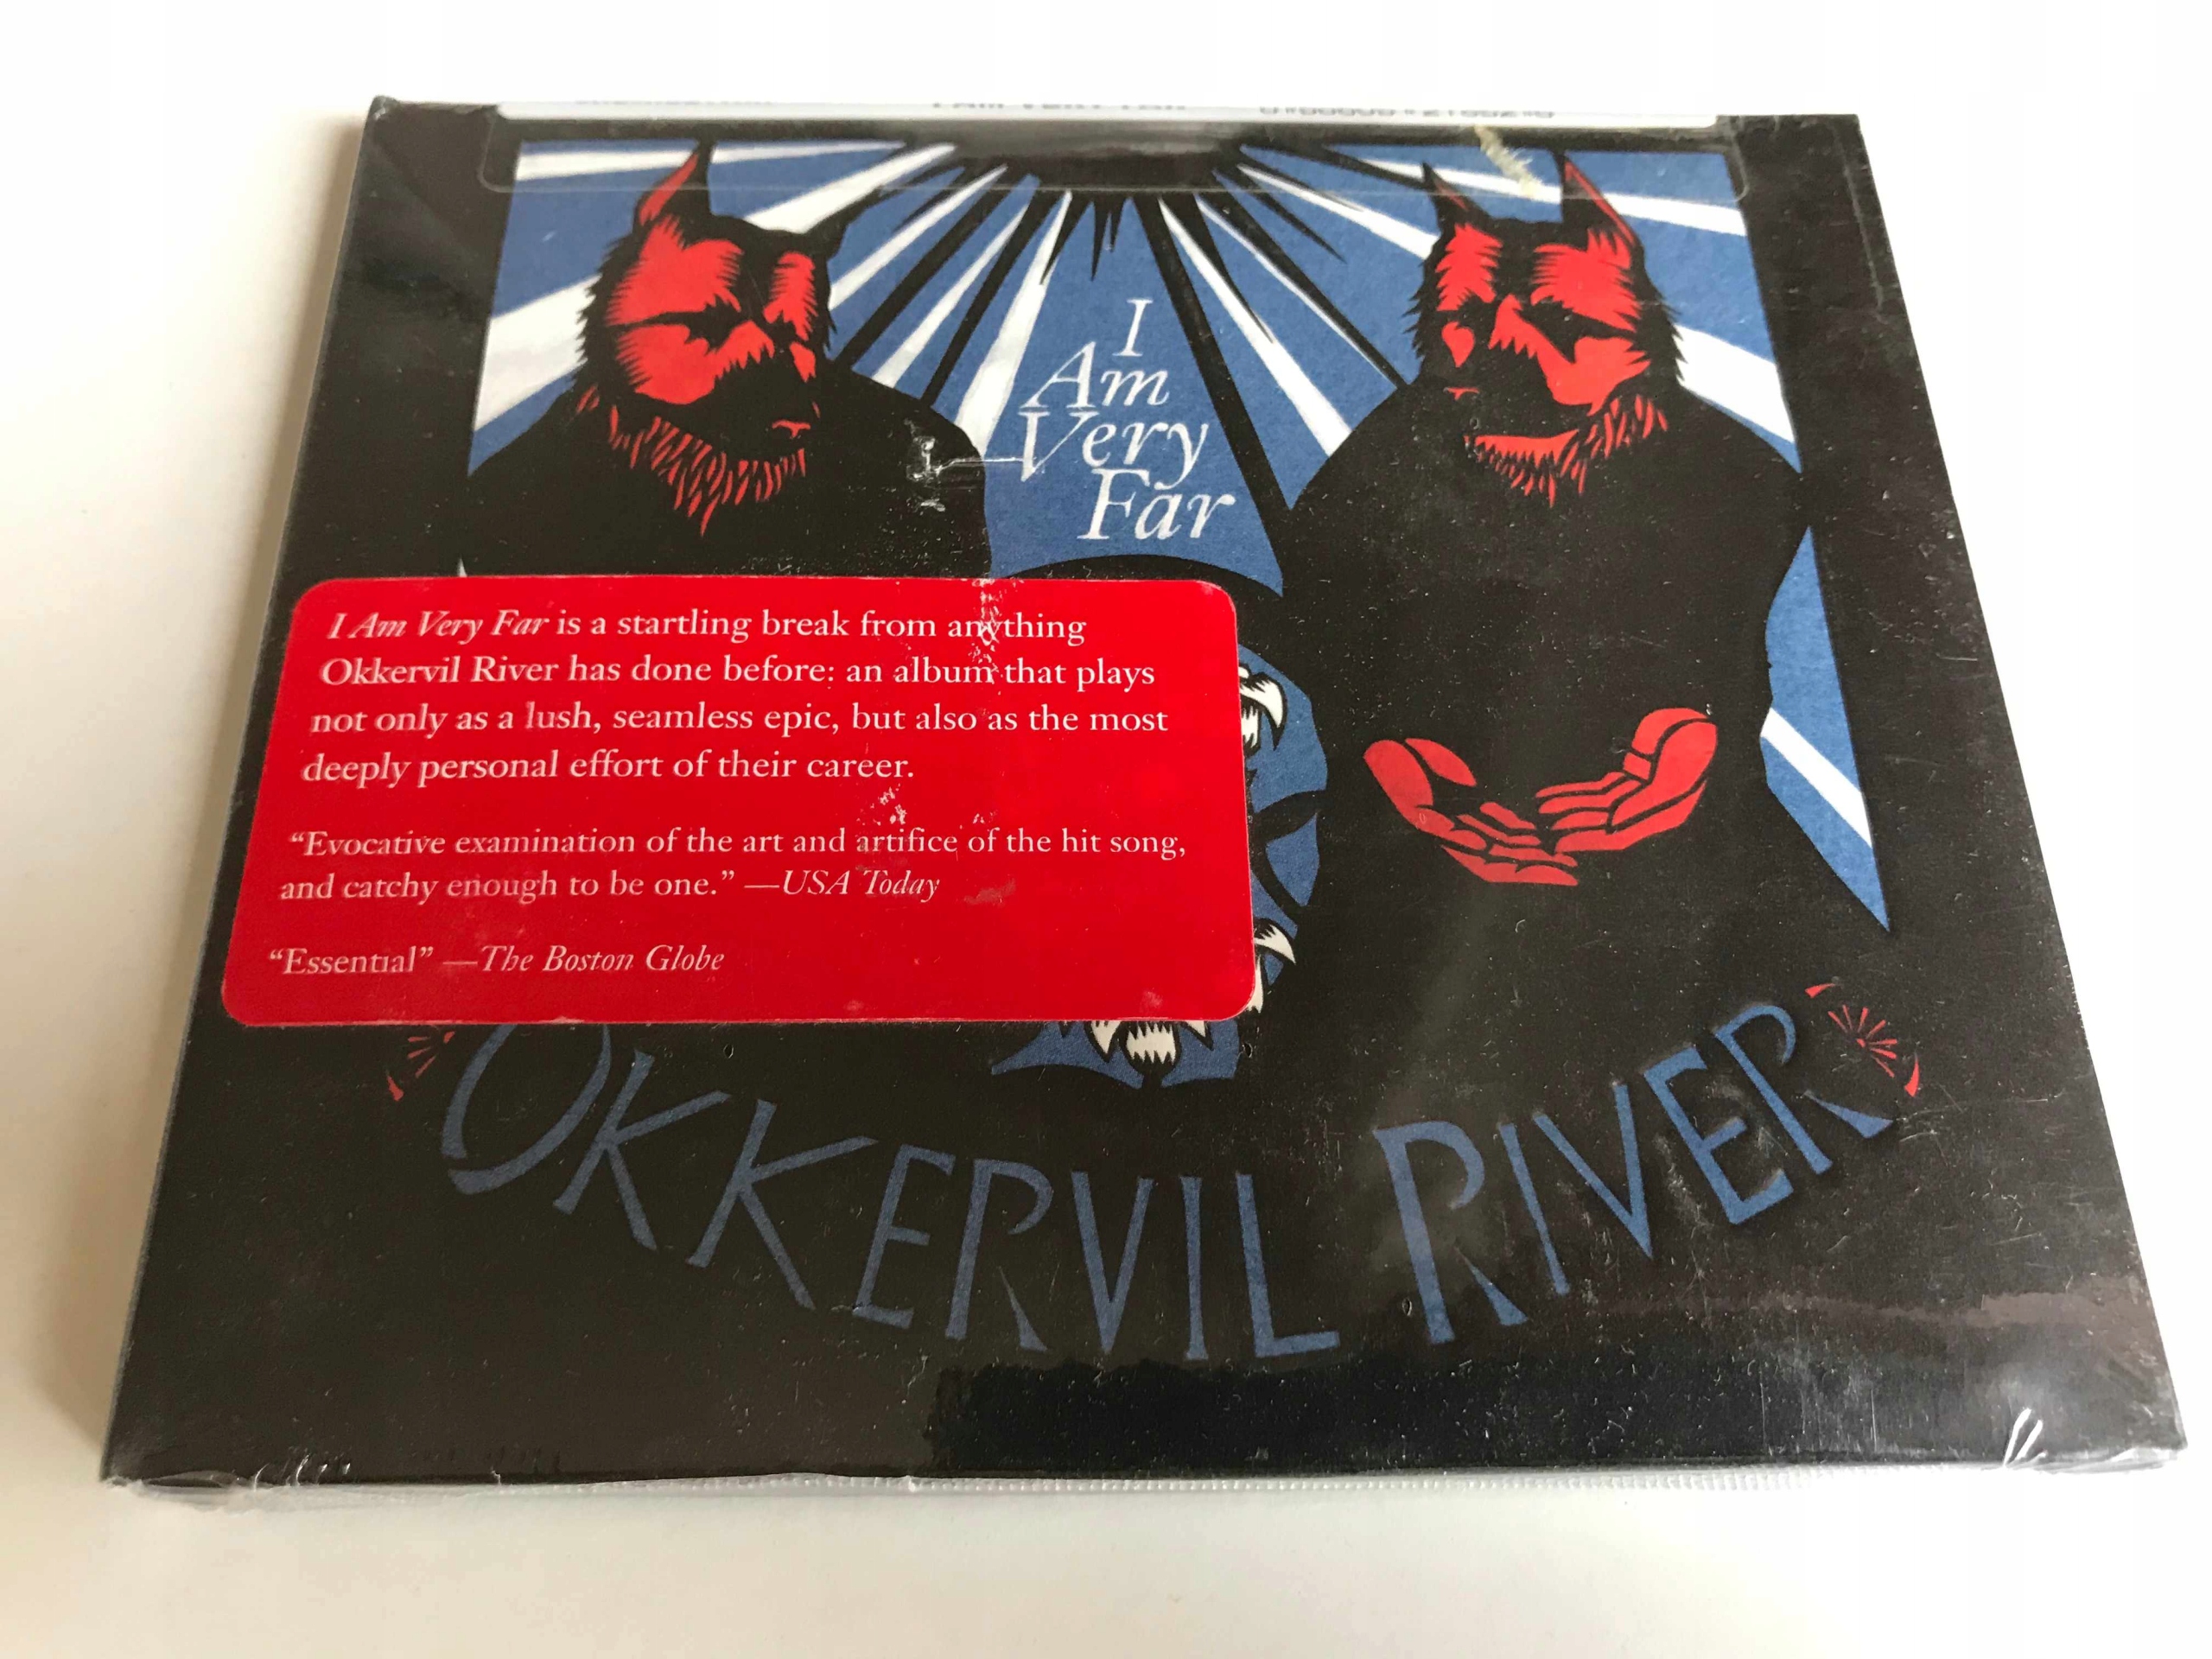 I
Am
Very
Far
I Am Very Far is a startling break from anything
Okkervil River has done before: an album that plays
not only as a lush, seamless epic, but also as the most
deeply personal effort of their career.
“Evocative examination of the art and artifice of the hit song,
and catchy enough to be one.” —USA Today
“Essential” —The Boston Globe
OKKERVIL RIVER